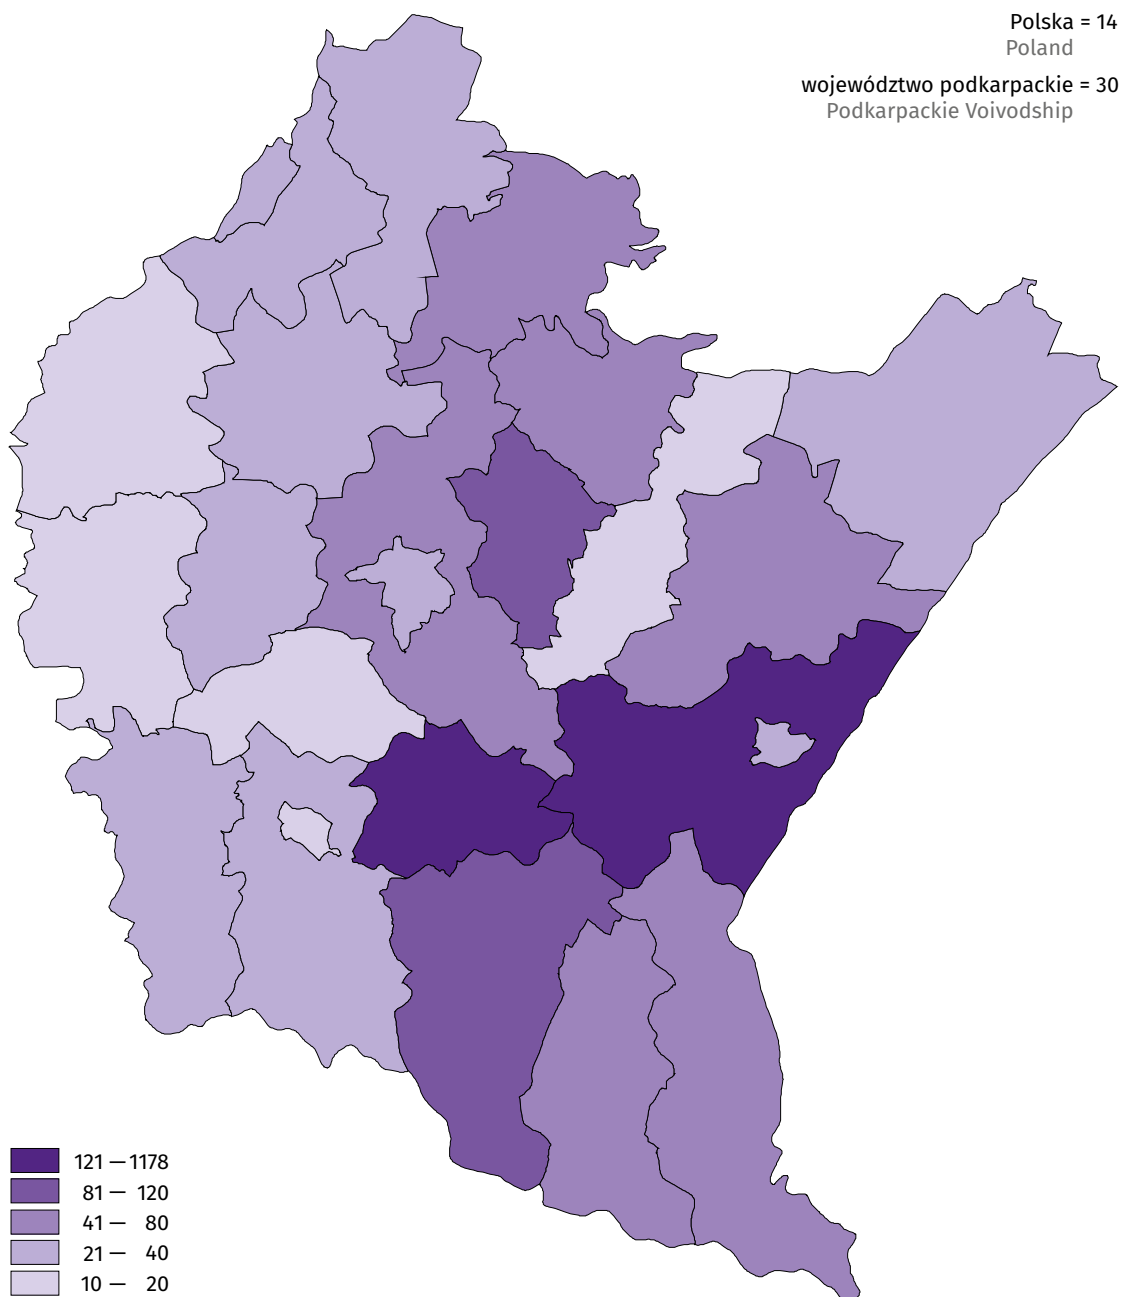 Polska = 14
Poland
województwo podkarpackie = 30
Podkarpackie Voivodship
121 – 1178
81 – 120
41 – 80
21 – 40
10 – 20